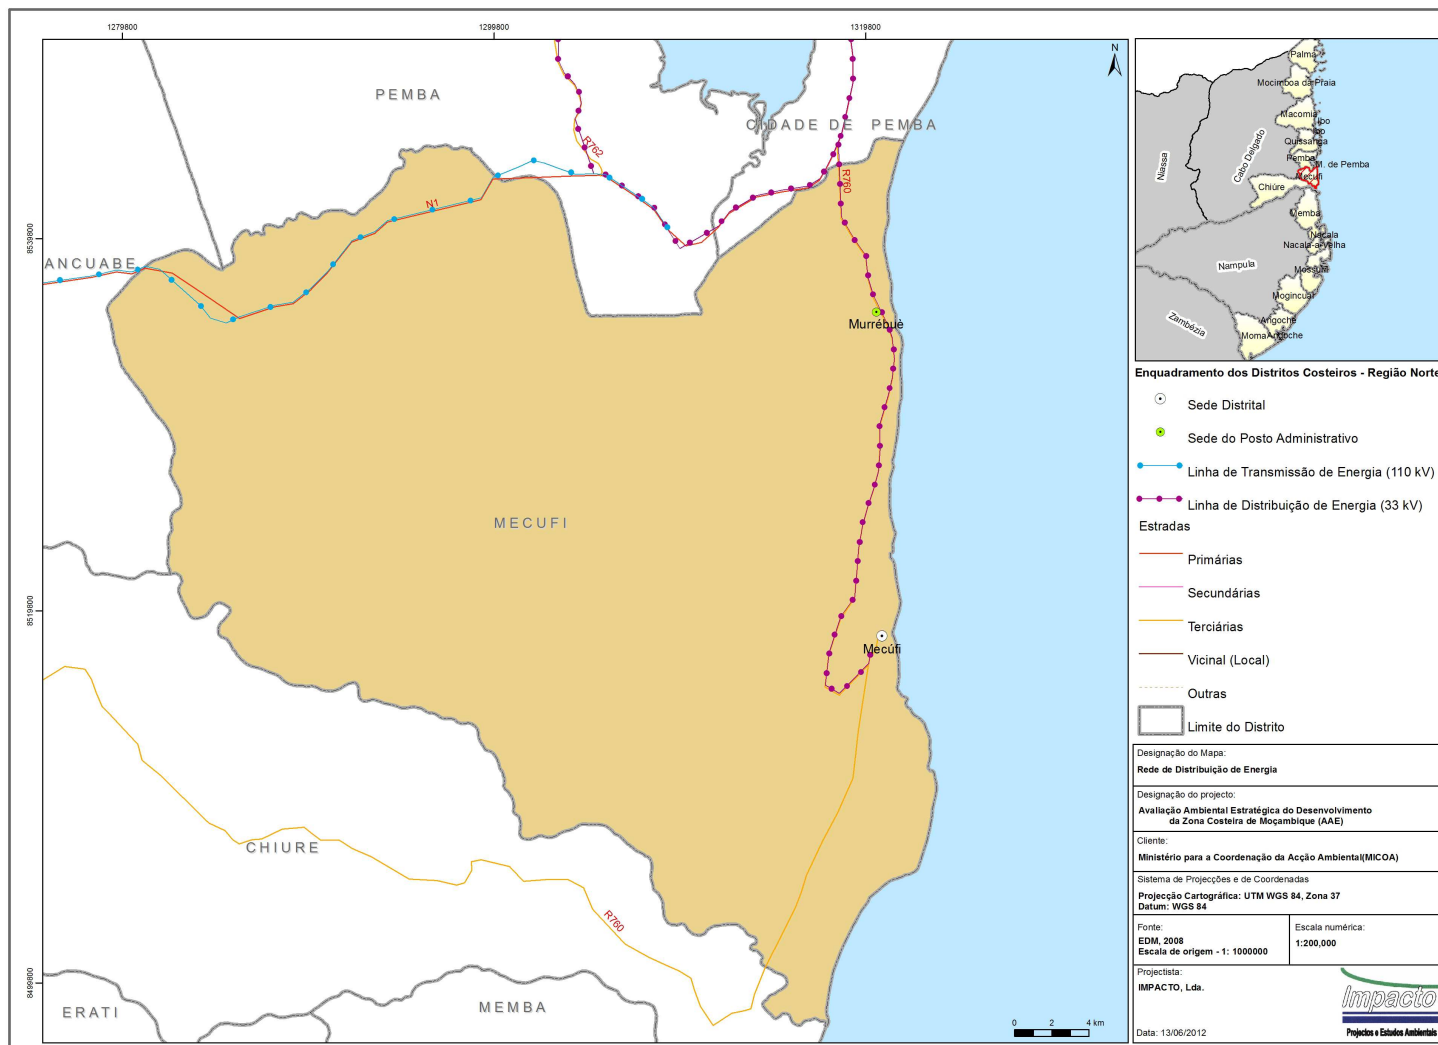 1279800
1299800
1319800
8539800
8519800
8499800
N
PEMBA
CIDADE DE PEMBA
R762
R760
N1
ANCUABE
Murrébuè
MECUFI
Mecúfi
CHIURE
R760
ERATI
MEMBA
0 2 4 km
Palma
Mocimboa da Praia
Macomia
Ibo
Quissanga
Pemba
M. de Pemba
Mecufi
Chiúre
Cabo Delgado
Niassa
Memba
Nacala
Nacala-a-Velha
Nampula
Mossuril
Mogincual
Angoche
Moma
Angoche
Zambézia
Enquadramento dos Distritos Costeiros - Região Norte
Sede Distrital
Sede do Posto Administrativo
Linha de Transmissão de Energia (110 kV)
Linha de Distribuição de Energia (33 kV)
Estradas
Primárias
Secundárias
Terciárias
Vicinal (Local)
Outras
Limite do Distrito
Designação do Mapa:
Rede de Distribuição de Energia
Designação do projecto:
Avaliação Ambiental Estratégica do Desenvolvimento
da Zona Costeira de Moçambique (AAE)
Cliente:
Ministério para a Coordenação da Acção Ambiental(MICOA)
Sistema de Projecções e de Coordenadas
Projecção Cartográfica: UTM WGS 84, Zona 37
Datum: WGS 84
Fonte:
EDM, 2008
Escala de origem - 1: 1000000
Escala numérica:
1:200,000
Projectista:
IMPACTO, Lda.
Data: 13/06/2012
Impacto
Projectos e Estudos Ambientais